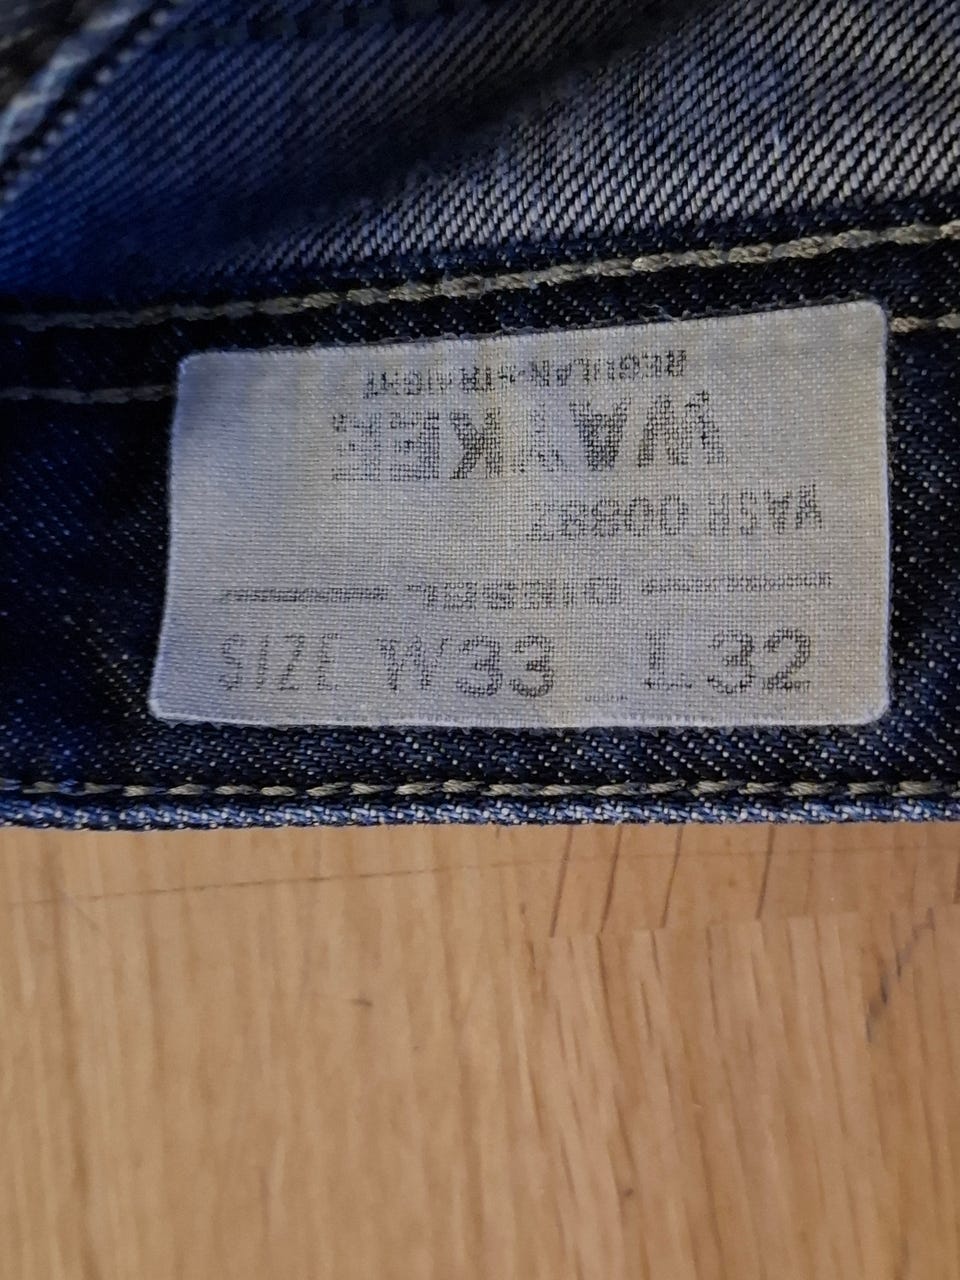 DIESEL
WASH 0088Z
WAYKEE
REGULAR-STRAIGHT
SIZE W33 L32